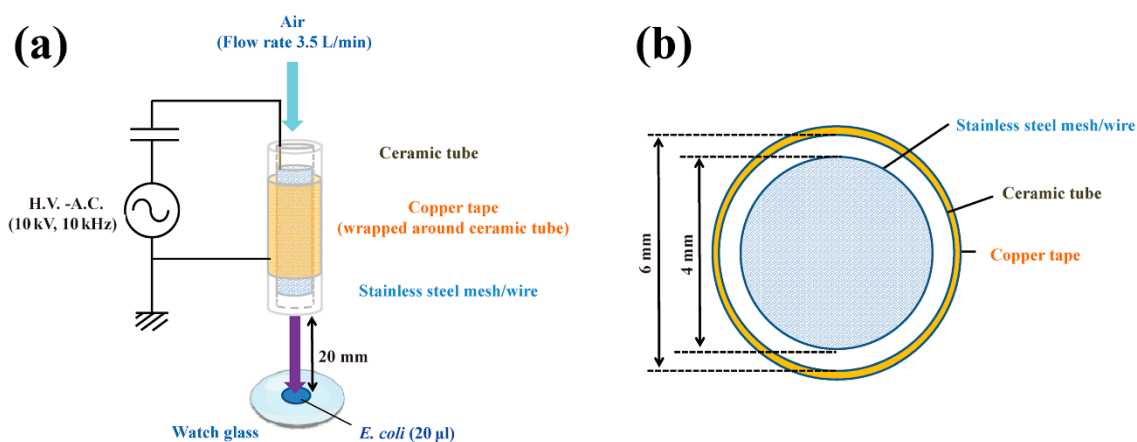 (a)
Air
(Flow rate 3.5 L/min)
Ceramic tube
H.V. -A.C.
(10 kV, 10 kHz)
Copper tape
(wrapped around ceramic tube)
Stainless steel mesh/wire
20 mm
Watch glass
E. coli (20 µl)
(b)
Stainless steel mesh/wire
Ceramic tube
Copper tape
6 mm
4 mm